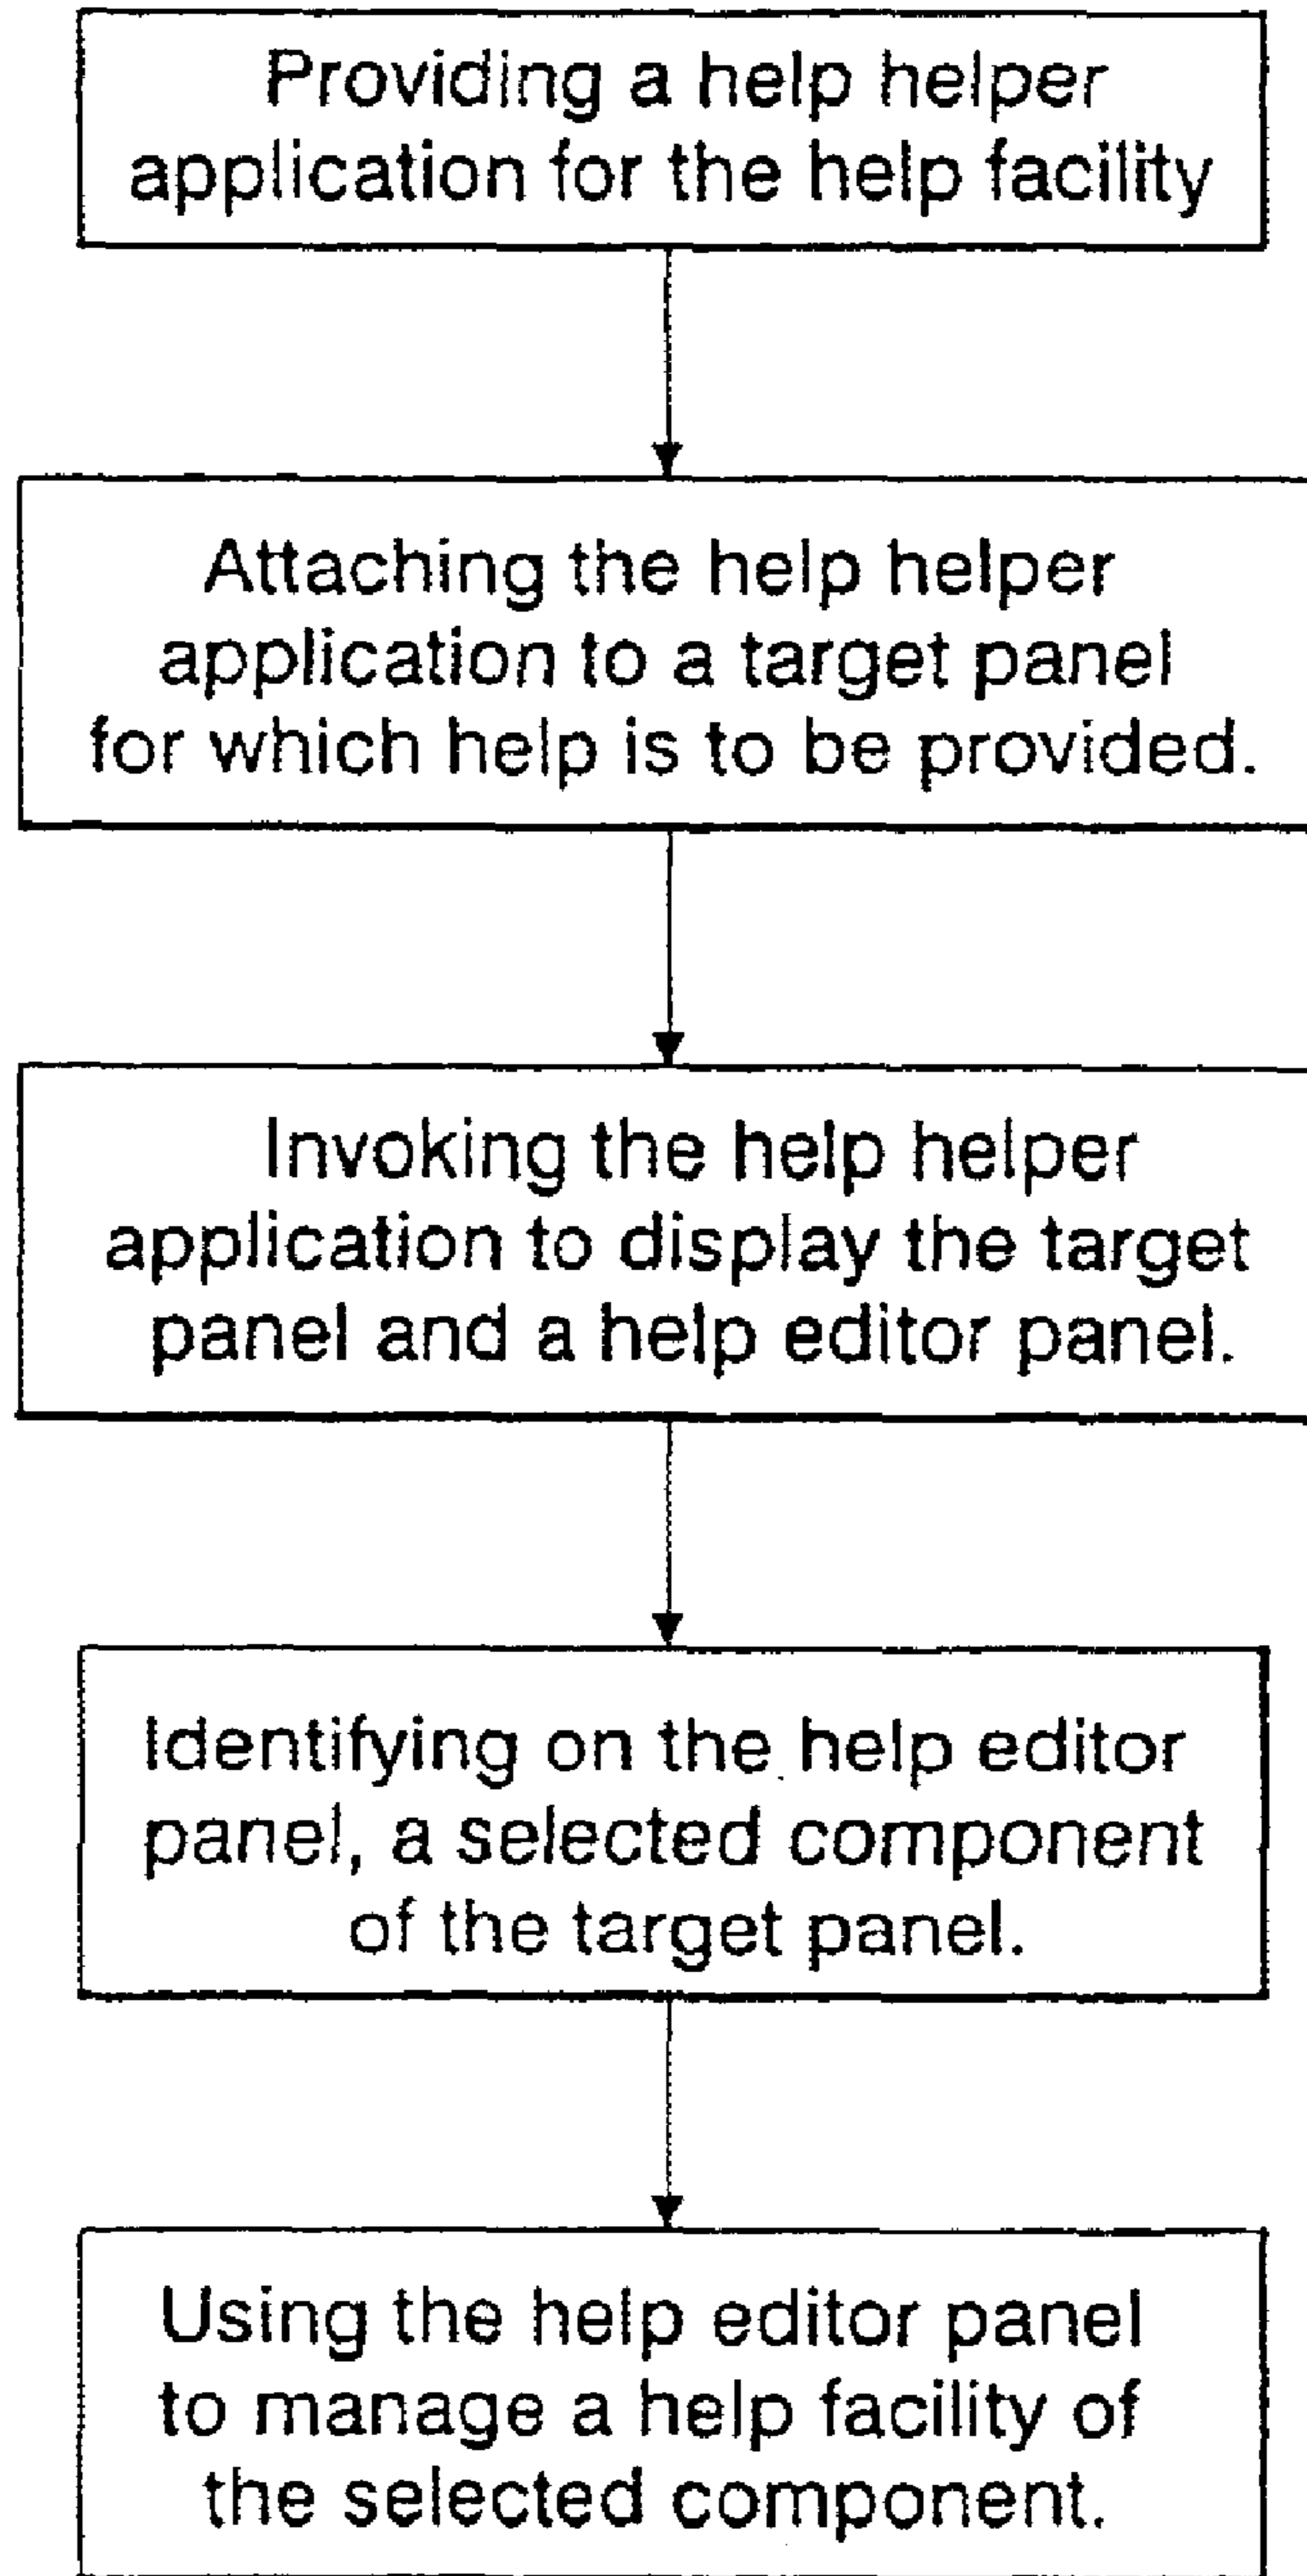 Providing a help helper
application for the help facility
Attaching the help helper
application to a target panel
for which help is to be provided.
Invoking the help helper
application to display the target
panel and a help editor panel.
Identifying on the help editor
panel, a selected component
of the target panel.
Using the help editor panel
to manage a help facility of
the selected component.